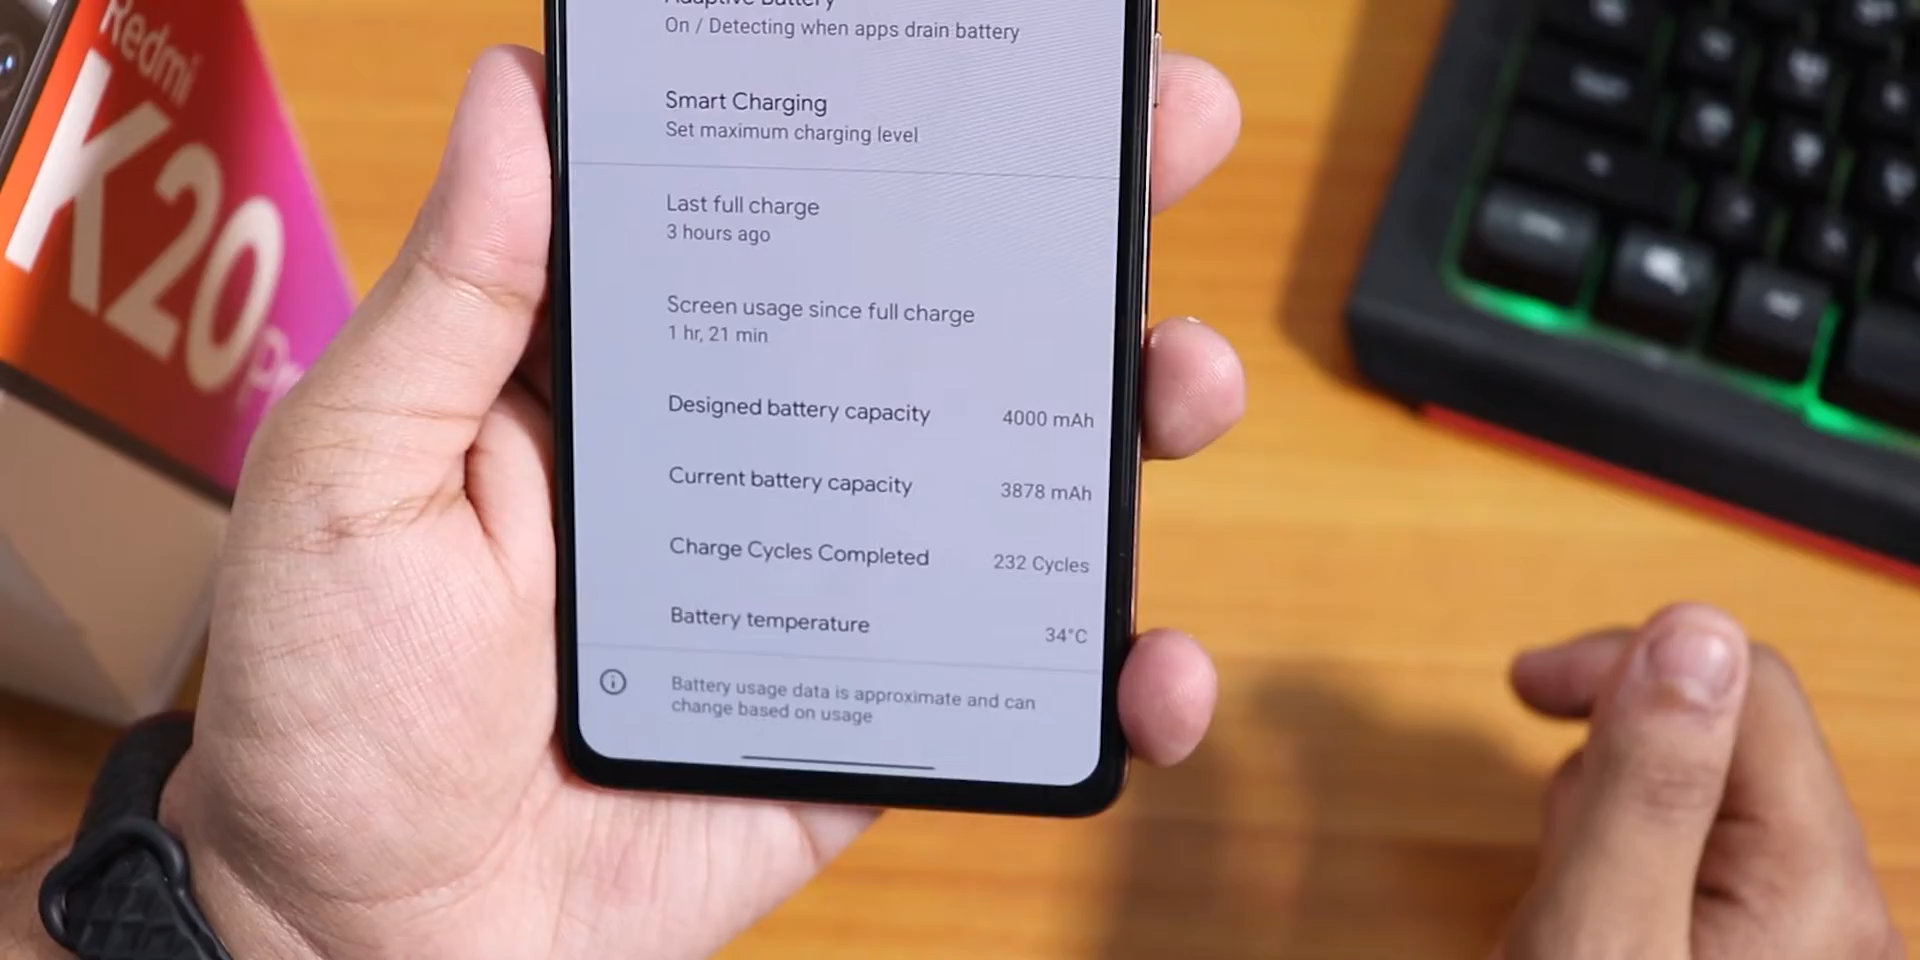 Redmi
K20 Pro
Adaptive Battery
On / Detecting when apps drain battery
Smart Charging
Set maximum charging level
Last full charge
3 hours ago
Screen usage since full charge
1 hr, 21 min
Designed battery capacity 4000 mAh
Current battery capacity 3878 mAh
Charge Cycles Completed 232 Cycles
Battery temperature 34°C
Battery usage data is approximate and can
change based on usage